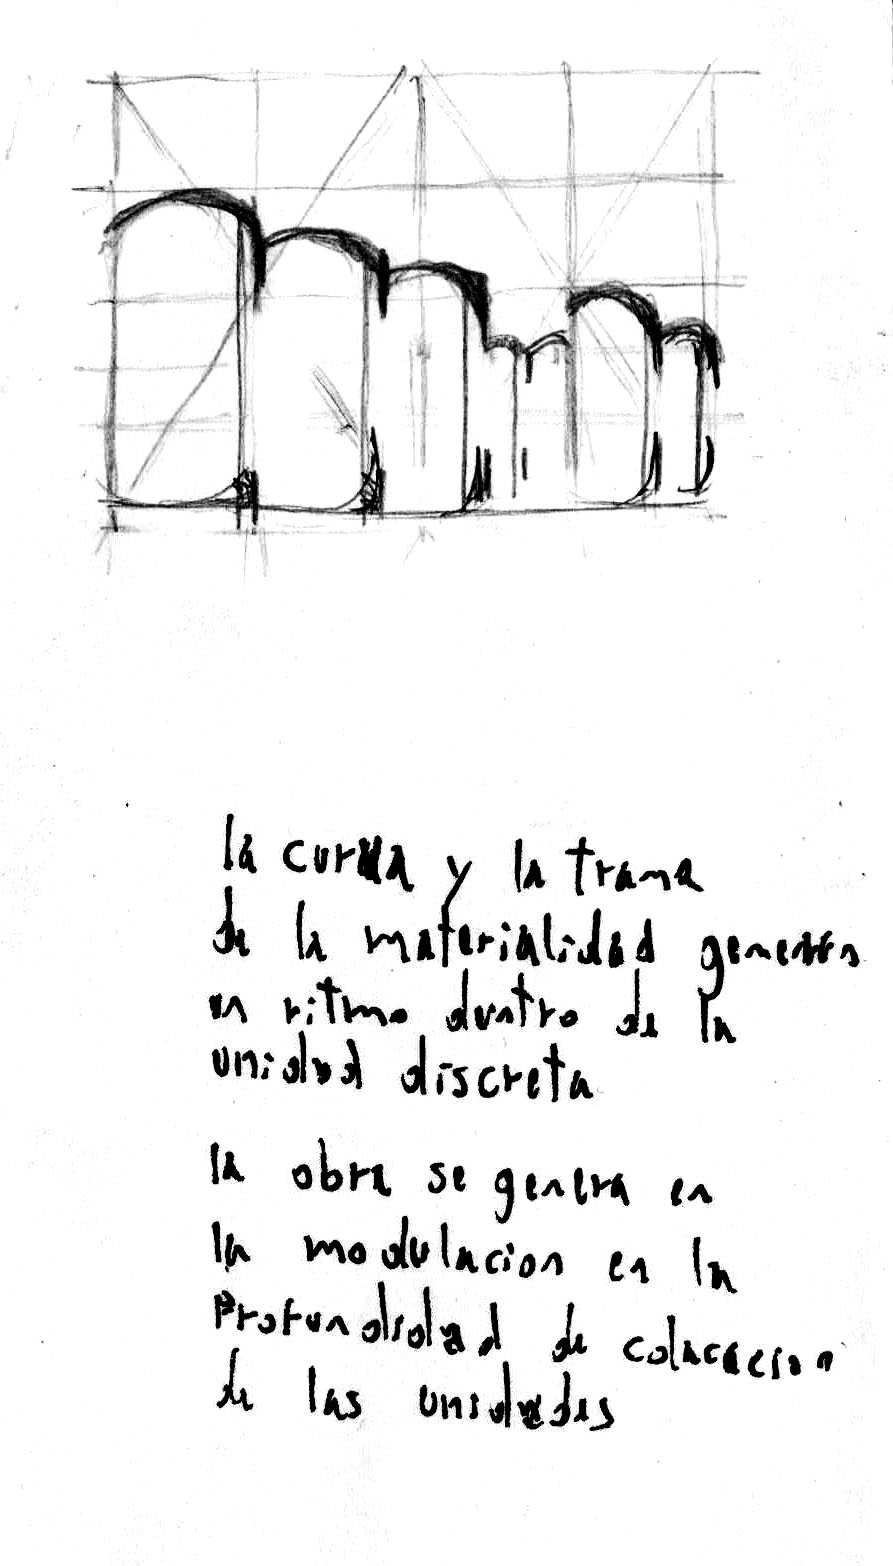 la curva y la trama
de la materialidad generan
un ritmo dentro de la
unidad discreta
la obra se genera en
la modulacion en la
Profundidad de colocacion
de las unidades